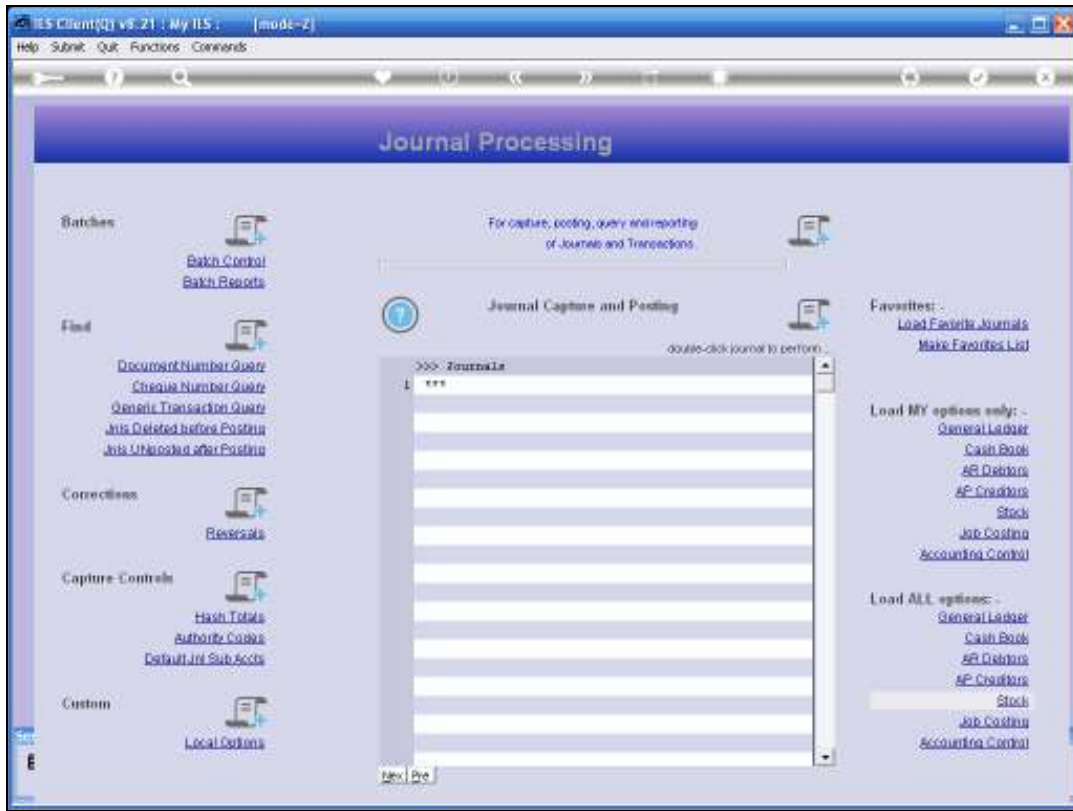 IES Client(Q) v8.21 : My IES : [mode=2]
Help Submit Quit Functions Commands
Journal Processing
Batches
Batch Control
Batch Reports
Find
Document Number Query
Cheque Number Query
Generic Transaction Query
Jnls Deleted before Posting
Jnls UNposted after Posting
Corrections
Reversals
Capture Controls
Hash Totals
Authority Codes
Default Jnl Sub Accts
Custom
Local Options
For capture, posting, query and reporting
of Journals and Transactions.
Journal Capture and Posting
double-click journal to perform ..
>>> Journals
1 ***
Nex Pre
Favorites: -
Load Favorite Journals
Make Favorites List
Load MY options only: -
General Ledger
Cash Book
AR Debtors
AP Creditors
Stock
Job Costing
Accounting Control
Load ALL options: -
General Ledger
Cash Book
AR Debtors
AP Creditors
Stock
Job Costing
Accounting Control